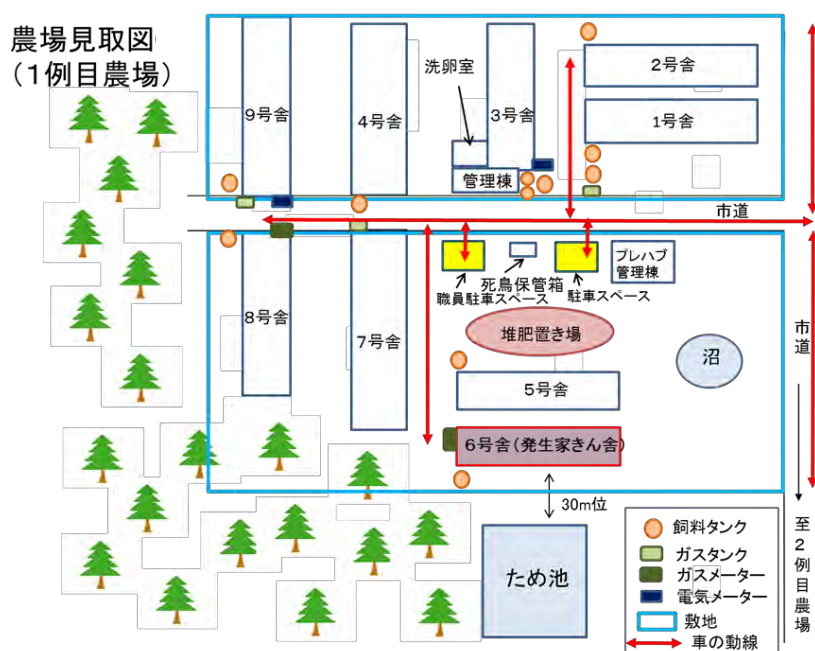 農場見取図
(1例目農場)
9号舎
4号舎
洗卵室
3号舎
管理棟
2号舎
1号舎
市道
8号舎
7号舎
職員駐車スペース
死鳥保管箱
駐車スペース
プレハブ
管理棟
堆肥置き場
沼
5号舎
6号舎(発生家きん舎)
30m位
ため池
市道
至2例目農場
飼料タンク
ガスタンク
ガスメーター
電気メーター
敷地
車の動線